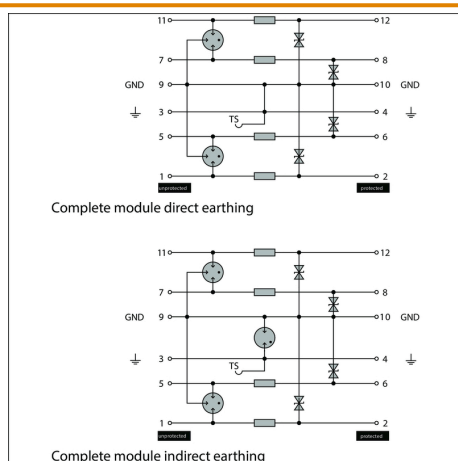 11 12
7 8
GND 9 10 GND
3 4
TS
5 6
1 2
unprotected protected
Complete module direct earthing
11 12
7 8
GND 9 10 GND
3 4
TS
5 6
1 2
unprotected protected
Complete module indirect earthing